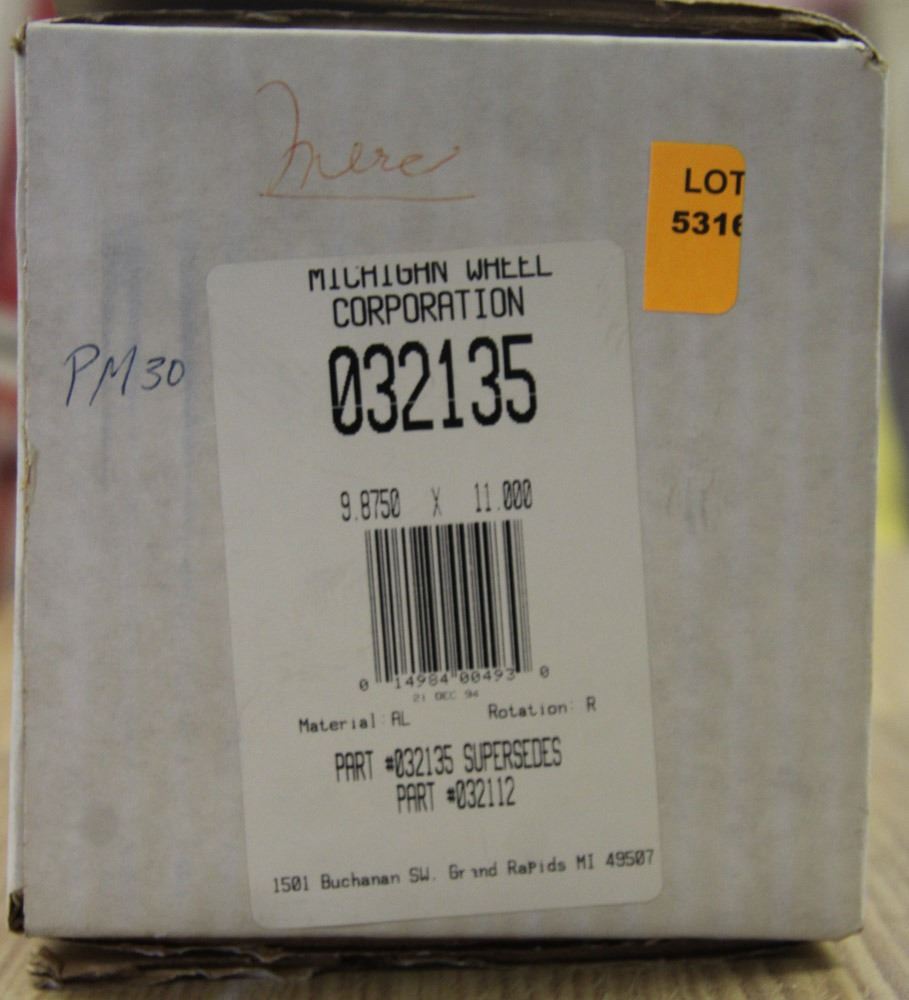 Merc
LOT
5316
MICHIGAN WHEEL
CORPORATION
032135
PM30
9.8750 X 11.000
0 14984 00493 0
21 DEC 94
Material: AL Rotation: R
PART #032135 SUPERSEDES
PART #032112
1501 Buchanan SW. Grand Rapids MI 49507